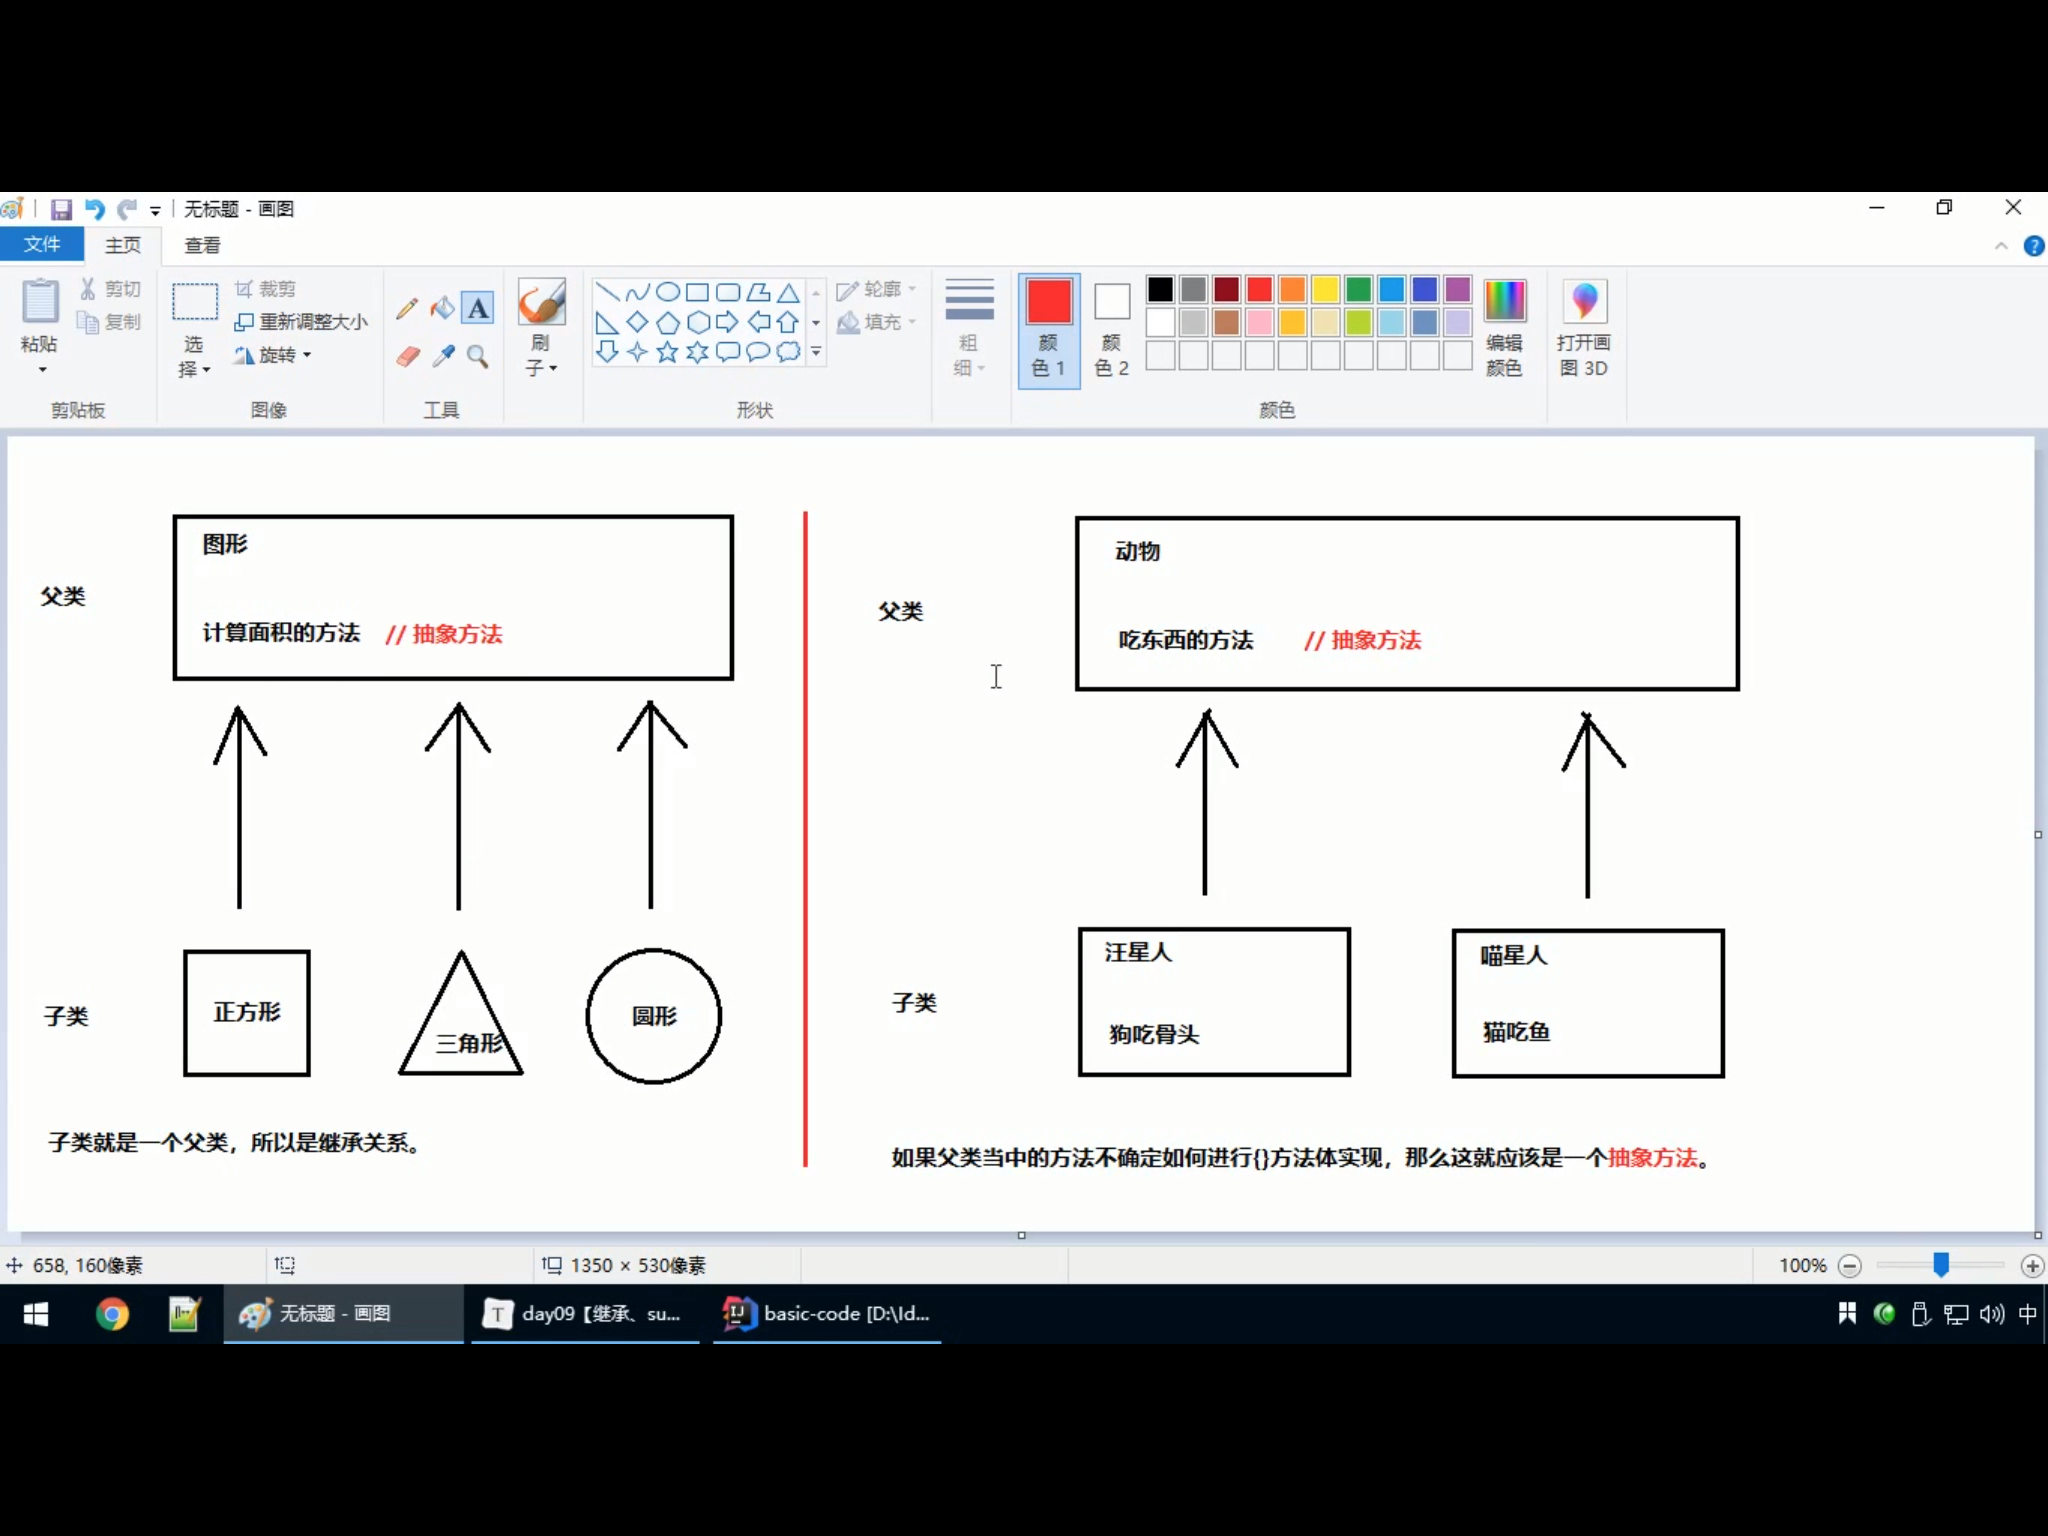 无标题 - 画图
文件
主页
查看
粘贴
剪切
复制
剪贴板
选择
裁剪
重新调整大小
旋转
图像
A
工具
刷子
形状
轮廓
填充
粗细
颜色 1
颜色 2
颜色
编辑颜色
打开画图 3D
父类
图形
计算面积的方法 // 抽象方法
子类
正方形
三角形
圆形
子类就是一个父类，所以是继承关系。
父类
动物
吃东西的方法 // 抽象方法
子类
汪星人
狗吃骨头
喵星人
猫吃鱼
如果父类当中的方法不确定如何进行{}方法体实现，那么这就应该是一个抽象方法。
658, 160像素
1350 × 530像素
100%
无标题 - 画图
T
day09【继承、su...
IJ
basic-code [D:\Id...
中